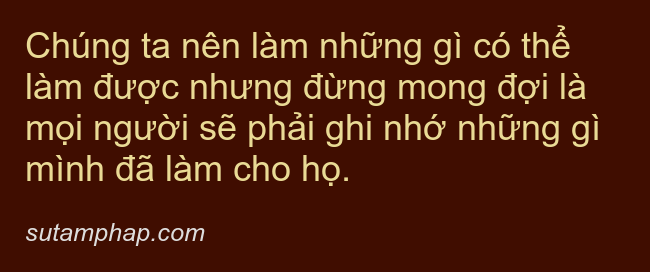 Chúng ta nên làm những gì có thể
làm được nhưng đừng mong đợi là
mọi người sẽ phải ghi nhớ những gì
mình đã làm cho họ.
sutamphap.com